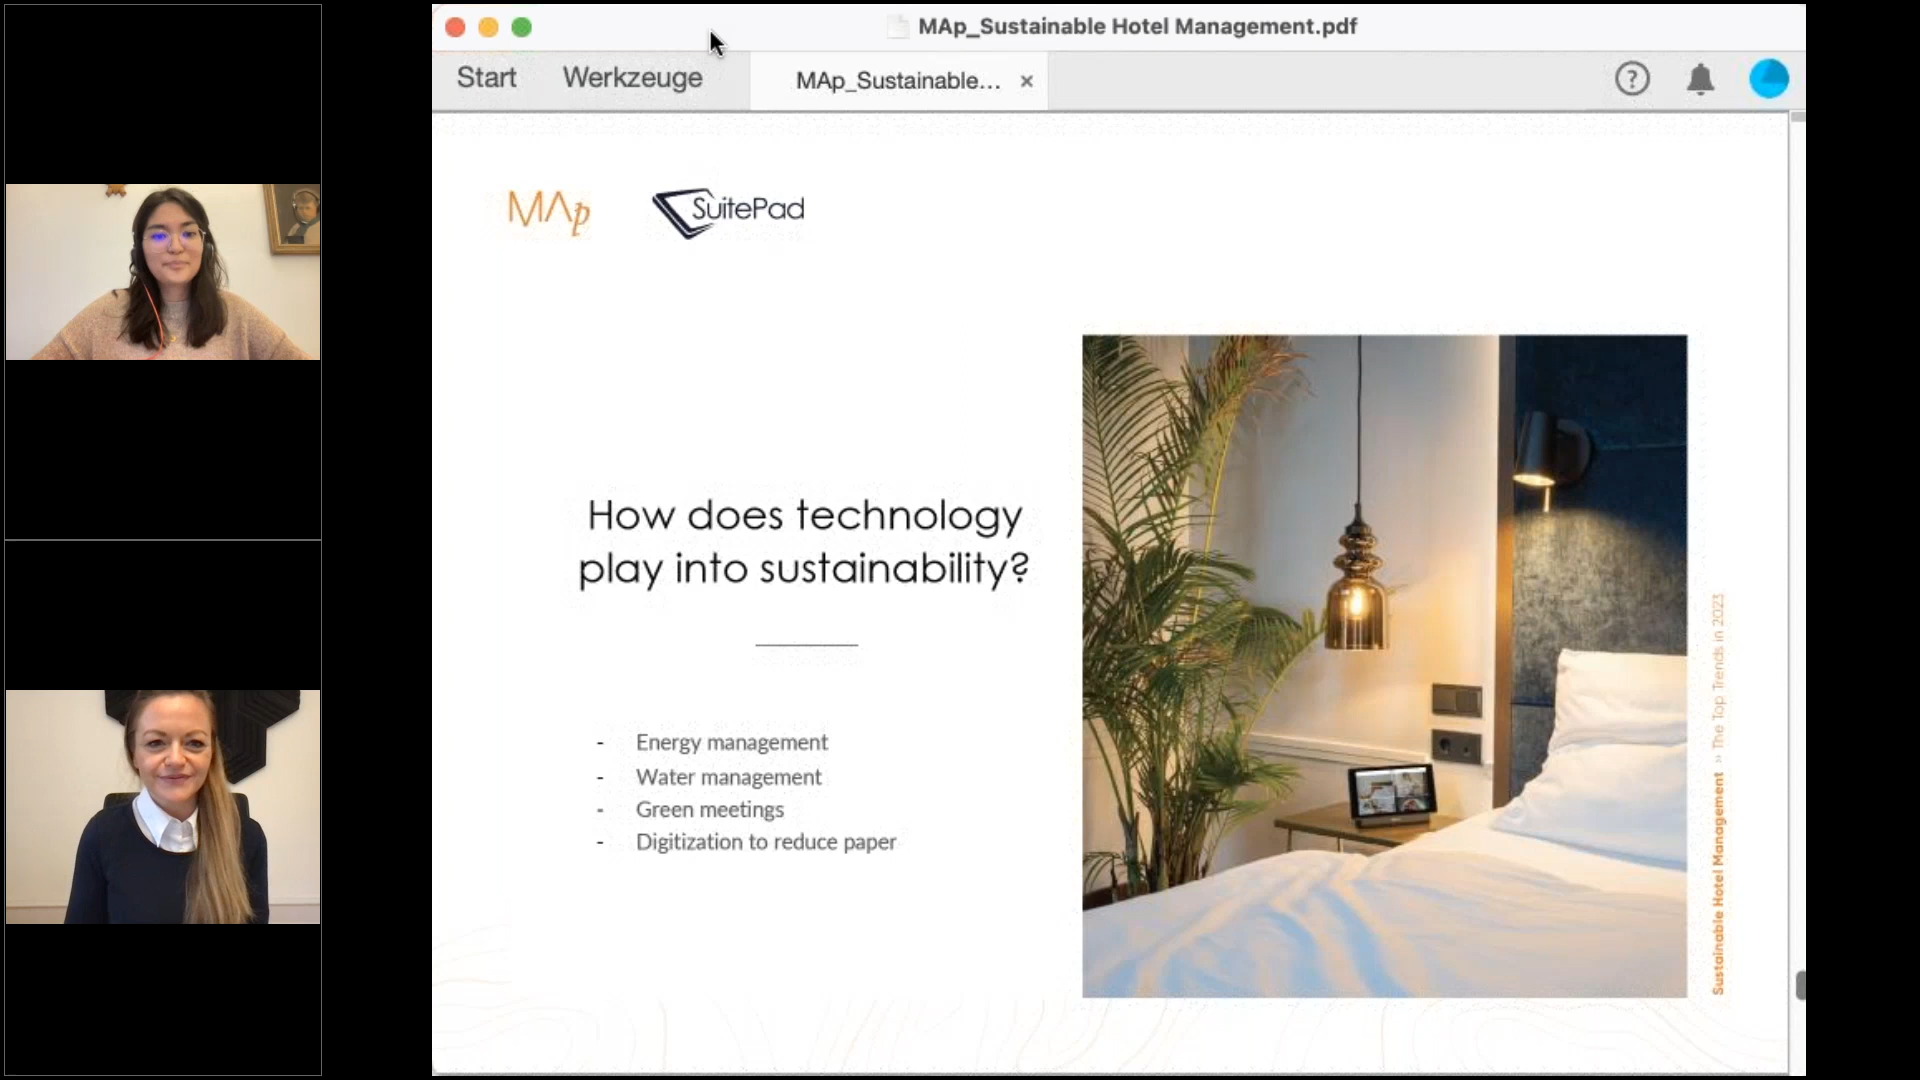 MAp_Sustainable Hotel Management.pdf
Start
Werkzeuge
MAp_Sustainable...
MAp
SuitePad
How does technology
play into sustainability?
- Energy management
- Water management
- Green meetings
- Digitization to reduce paper
Sustainable Hotel Management » The Top Trends in 2023